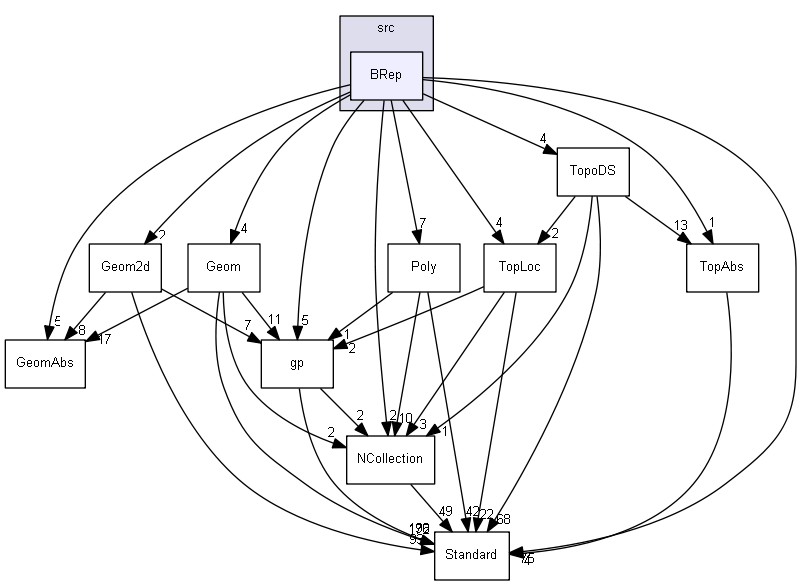 src
BRep
4
TopoDS
2
4
7
4
2
13
1
Geom2d
Geom
Poly
TopLoc
TopAbs
5
8
17
7
11
5
1
2
GeomAbs
gp
2
2
2
10
3
1
NCollection
49
42
22
68
Standard